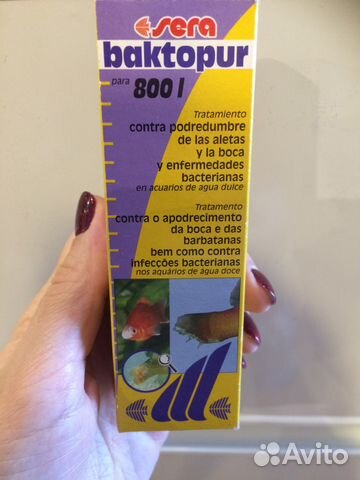 sera
baktopur
para 800 l
Tratamiento
contra podredumbre
de las aletas
y la boca
y enfermedades
bacterianas
en acuarios de agua dulce
Tratamento
contra o apodrecimento
da boca e das
barbatanas
bem como contra
infecções bacterianas
nos aquários de água doce
Avito